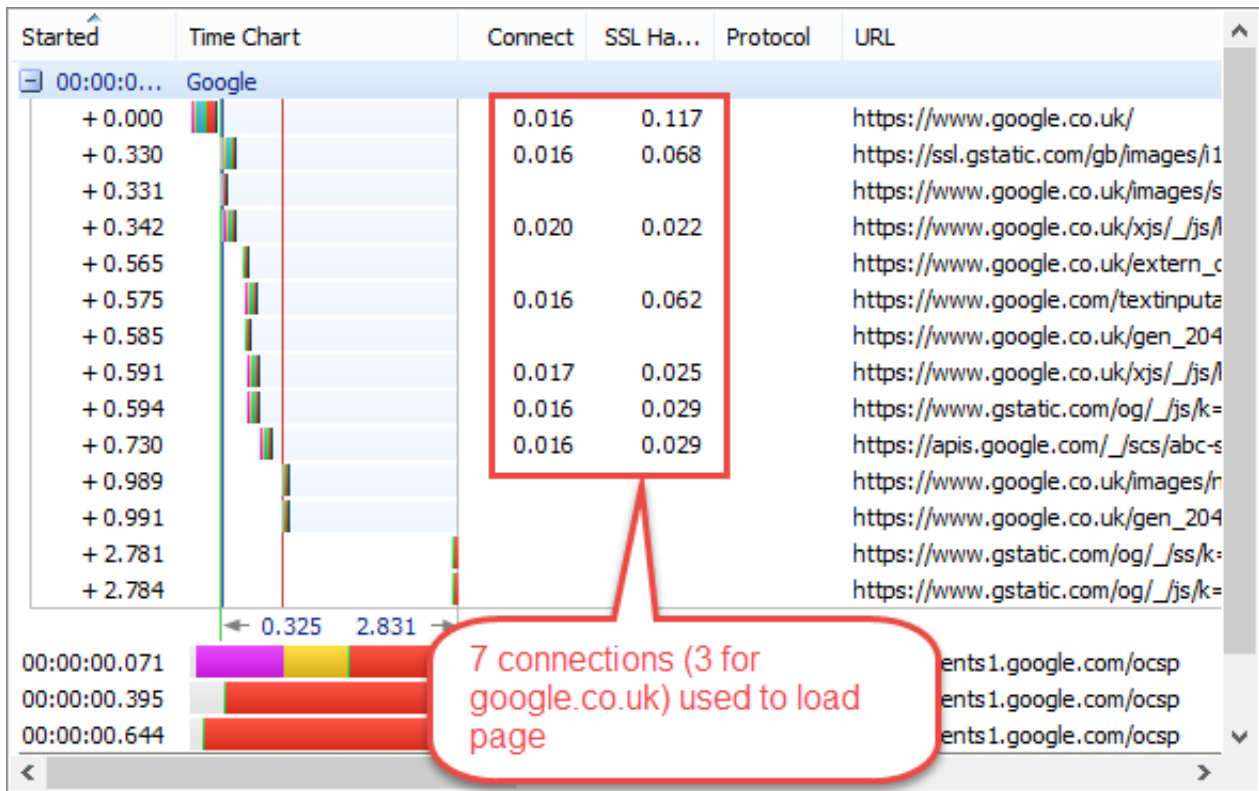 Started Time Chart Connect SSL Ha... Protocol URL
00:00:0... Google
+0.000 0.016 0.117 https://www.google.co.uk/
+0.330 0.016 0.068 https://ssl.gstatic.com/gb/images/i1
+0.331 https://www.google.co.uk/images/s
+0.342 0.020 0.022 https://www.google.co.uk/xjs/_/js/
+0.565 https://www.google.co.uk/extern_c
+0.575 0.016 0.062 https://www.google.com/textinputa
+0.585 https://www.google.co.uk/gen_204
+0.591 0.017 0.025 https://www.google.co.uk/xjs/_/js/
+0.594 0.016 0.029 https://www.gstatic.com/og/_/js/k=
+0.730 0.016 0.029 https://apis.google.com/_/scs/abc-s
+0.989 https://www.google.co.uk/images/n
+0.991 https://www.google.co.uk/gen_204
+2.781 https://www.gstatic.com/og/_/ss/k=
+2.784 https://www.gstatic.com/og/_/js/k=
0.325 2.831
00:00:00.071 ents1.google.com/ocsp
00:00:00.395 ents1.google.com/ocsp
00:00:00.644 ents1.google.com/ocsp
7 connections (3 for
google.co.uk) used to load
page